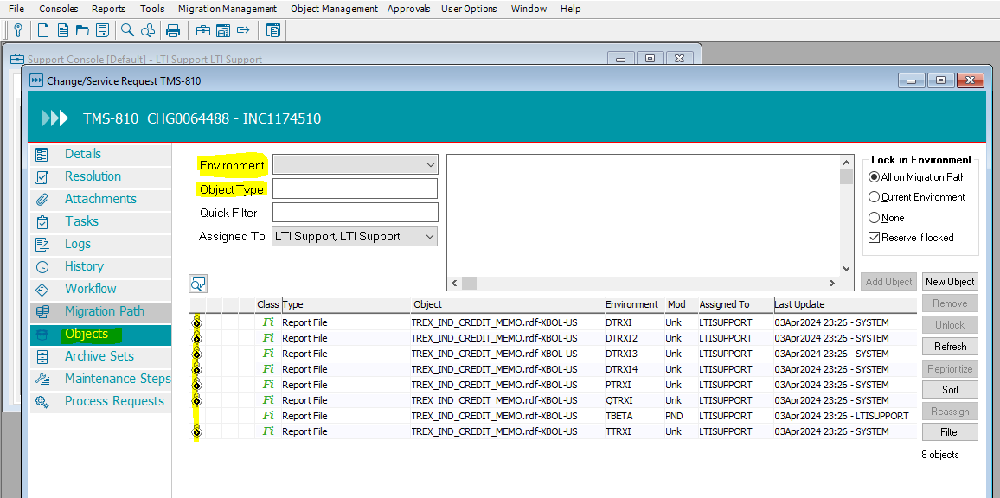 File Consoles Reports Tools Migration Management Object Management Approvals User Options Window Help
Support Console [Default] - LTI Support LTI Support
Change/Service Request TMS-810
TMS-810 CHG0064488 - INC1174510
Details
Resolution
Attachments
Tasks
Logs
History
Workflow
Migration Path
Objects
Archive Sets
Maintenance Steps
Process Requests
Environment
Object Type
Quick Filter
Assigned To LTI Support, LTI Support
Lock in Environment
All on Migration Path
Current Environment
None
Reserve if locked
Add Object New Object
Remove
Unlock
Refresh
Reprioritize
Sort
Reassign
Filter
8 objects
Class Type Object Environment Mod Assigned To Last Update
Fi Report File TREX_IND_CREDIT_MEMO.rdf-XBOL-US DTRXI Unk LTISUPPORT 03Apr2024 23:26 - SYSTEM
Fi Report File TREX_IND_CREDIT_MEMO.rdf-XBOL-US DTRXI2 Unk LTISUPPORT 03Apr2024 23:26 - SYSTEM
Fi Report File TREX_IND_CREDIT_MEMO.rdf-XBOL-US DTRXI3 Unk LTISUPPORT 03Apr2024 23:26 - SYSTEM
Fi Report File TREX_IND_CREDIT_MEMO.rdf-XBOL-US DTRXI4 Unk LTISUPPORT 03Apr2024 23:26 - SYSTEM
Fi Report File TREX_IND_CREDIT_MEMO.rdf-XBOL-US PTRXI Unk LTISUPPORT 03Apr2024 23:26 - SYSTEM
Fi Report File TREX_IND_CREDIT_MEMO.rdf-XBOL-US QTRXI Unk LTISUPPORT 03Apr2024 23:26 - SYSTEM
Fi Report File TREX_IND_CREDIT_MEMO.rdf-XBOL-US TBETA PND LTISUPPORT 03Apr2024 23:26 - LTISUPPORT
Fi Report File TREX_IND_CREDIT_MEMO.rdf-XBOL-US TTRXI Unk LTISUPPORT 03Apr2024 23:26 - SYSTEM